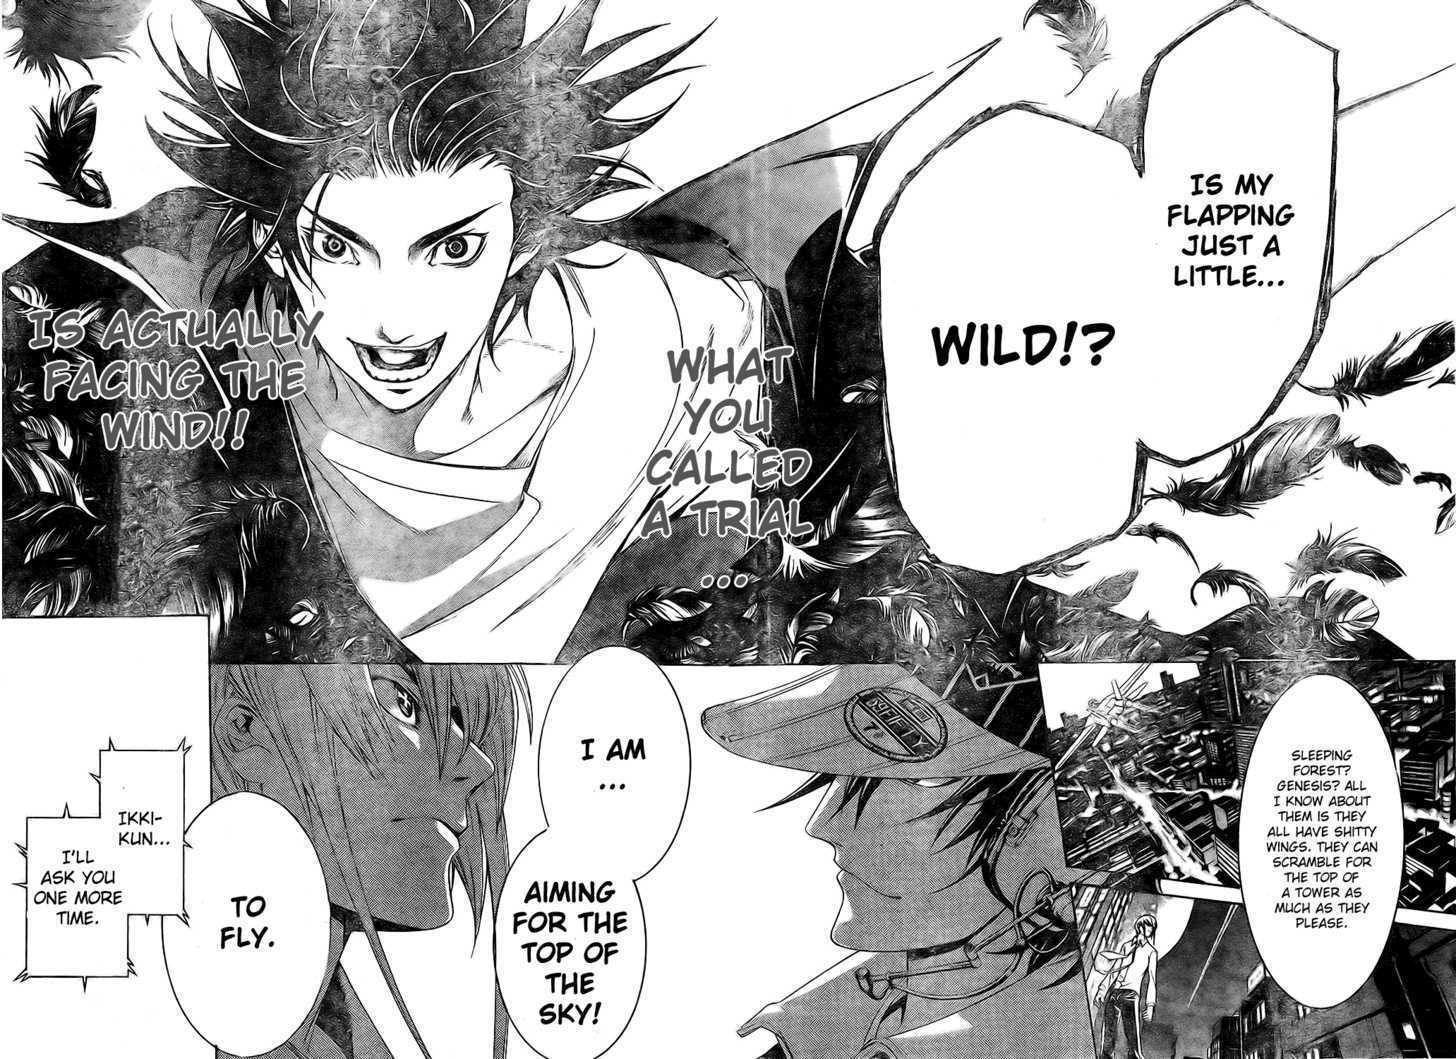 IS MY
FLAPPING
JUST A
LITTLE...
WILD!?
WHAT
YOU
CALLED
A TRIAL
...
IS ACTUALLY
FACING THE
WIND!!
SLEEPING
FOREST?
GENESIS? ALL
I KNOW ABOUT
THEM IS THEY
ALL HAVE SHITTY
WINGS. THEY CAN
SCRAMBLE FOR
THE TOP OF
A TOWER AS
MUCH AS THEY
PLEASE.
I AM
...
AIMING
FOR THE
TOP OF
THE
SKY!
TO
FLY.
IKKI-
KUN...
I'LL
ASK YOU
ONE MORE
TIME.